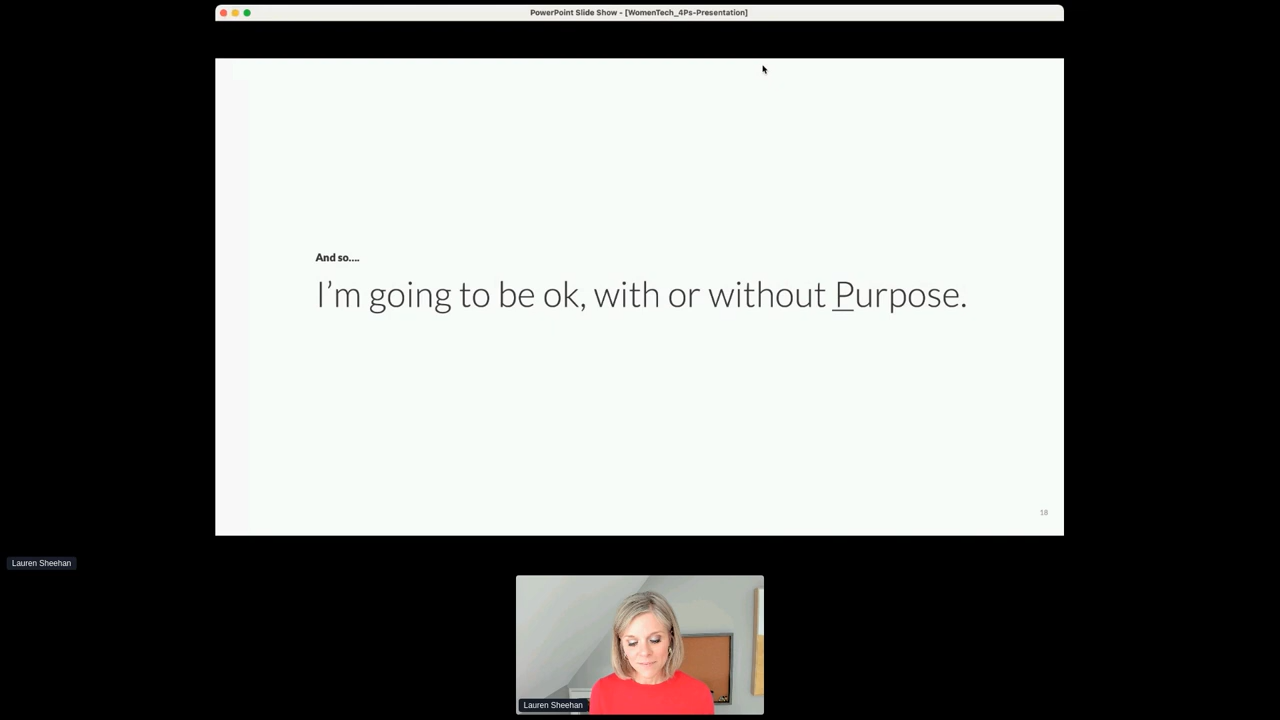 PowerPoint Slide Show - [WomenTech_4Ps-Presentation]
And so....
I’m going to be ok, with or without Purpose.
18
Lauren Sheehan
Lauren Sheehan